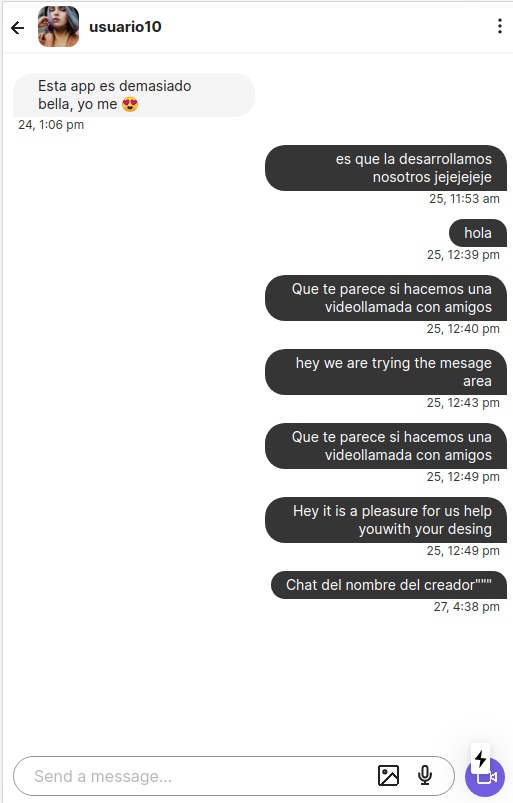 usuario10
Esta app es demasiado
bella, yo me 😍
24, 1:06 pm
es que la desarrollamos
nosotros jejejejeje
25, 11:53 am
hola
25, 12:39 pm
Que te parece si hacemos una
videollamada con amigos
25, 12:40 pm
hey we are trying the mesage
area
25, 12:43 pm
Que te parece si hacemos una
videollamada con amigos
25, 12:49 pm
Hey it is a pleasure for us help
youwith your desing
25, 12:49 pm
Chat del nombre del creador"""
27, 4:38 pm
Send a message...